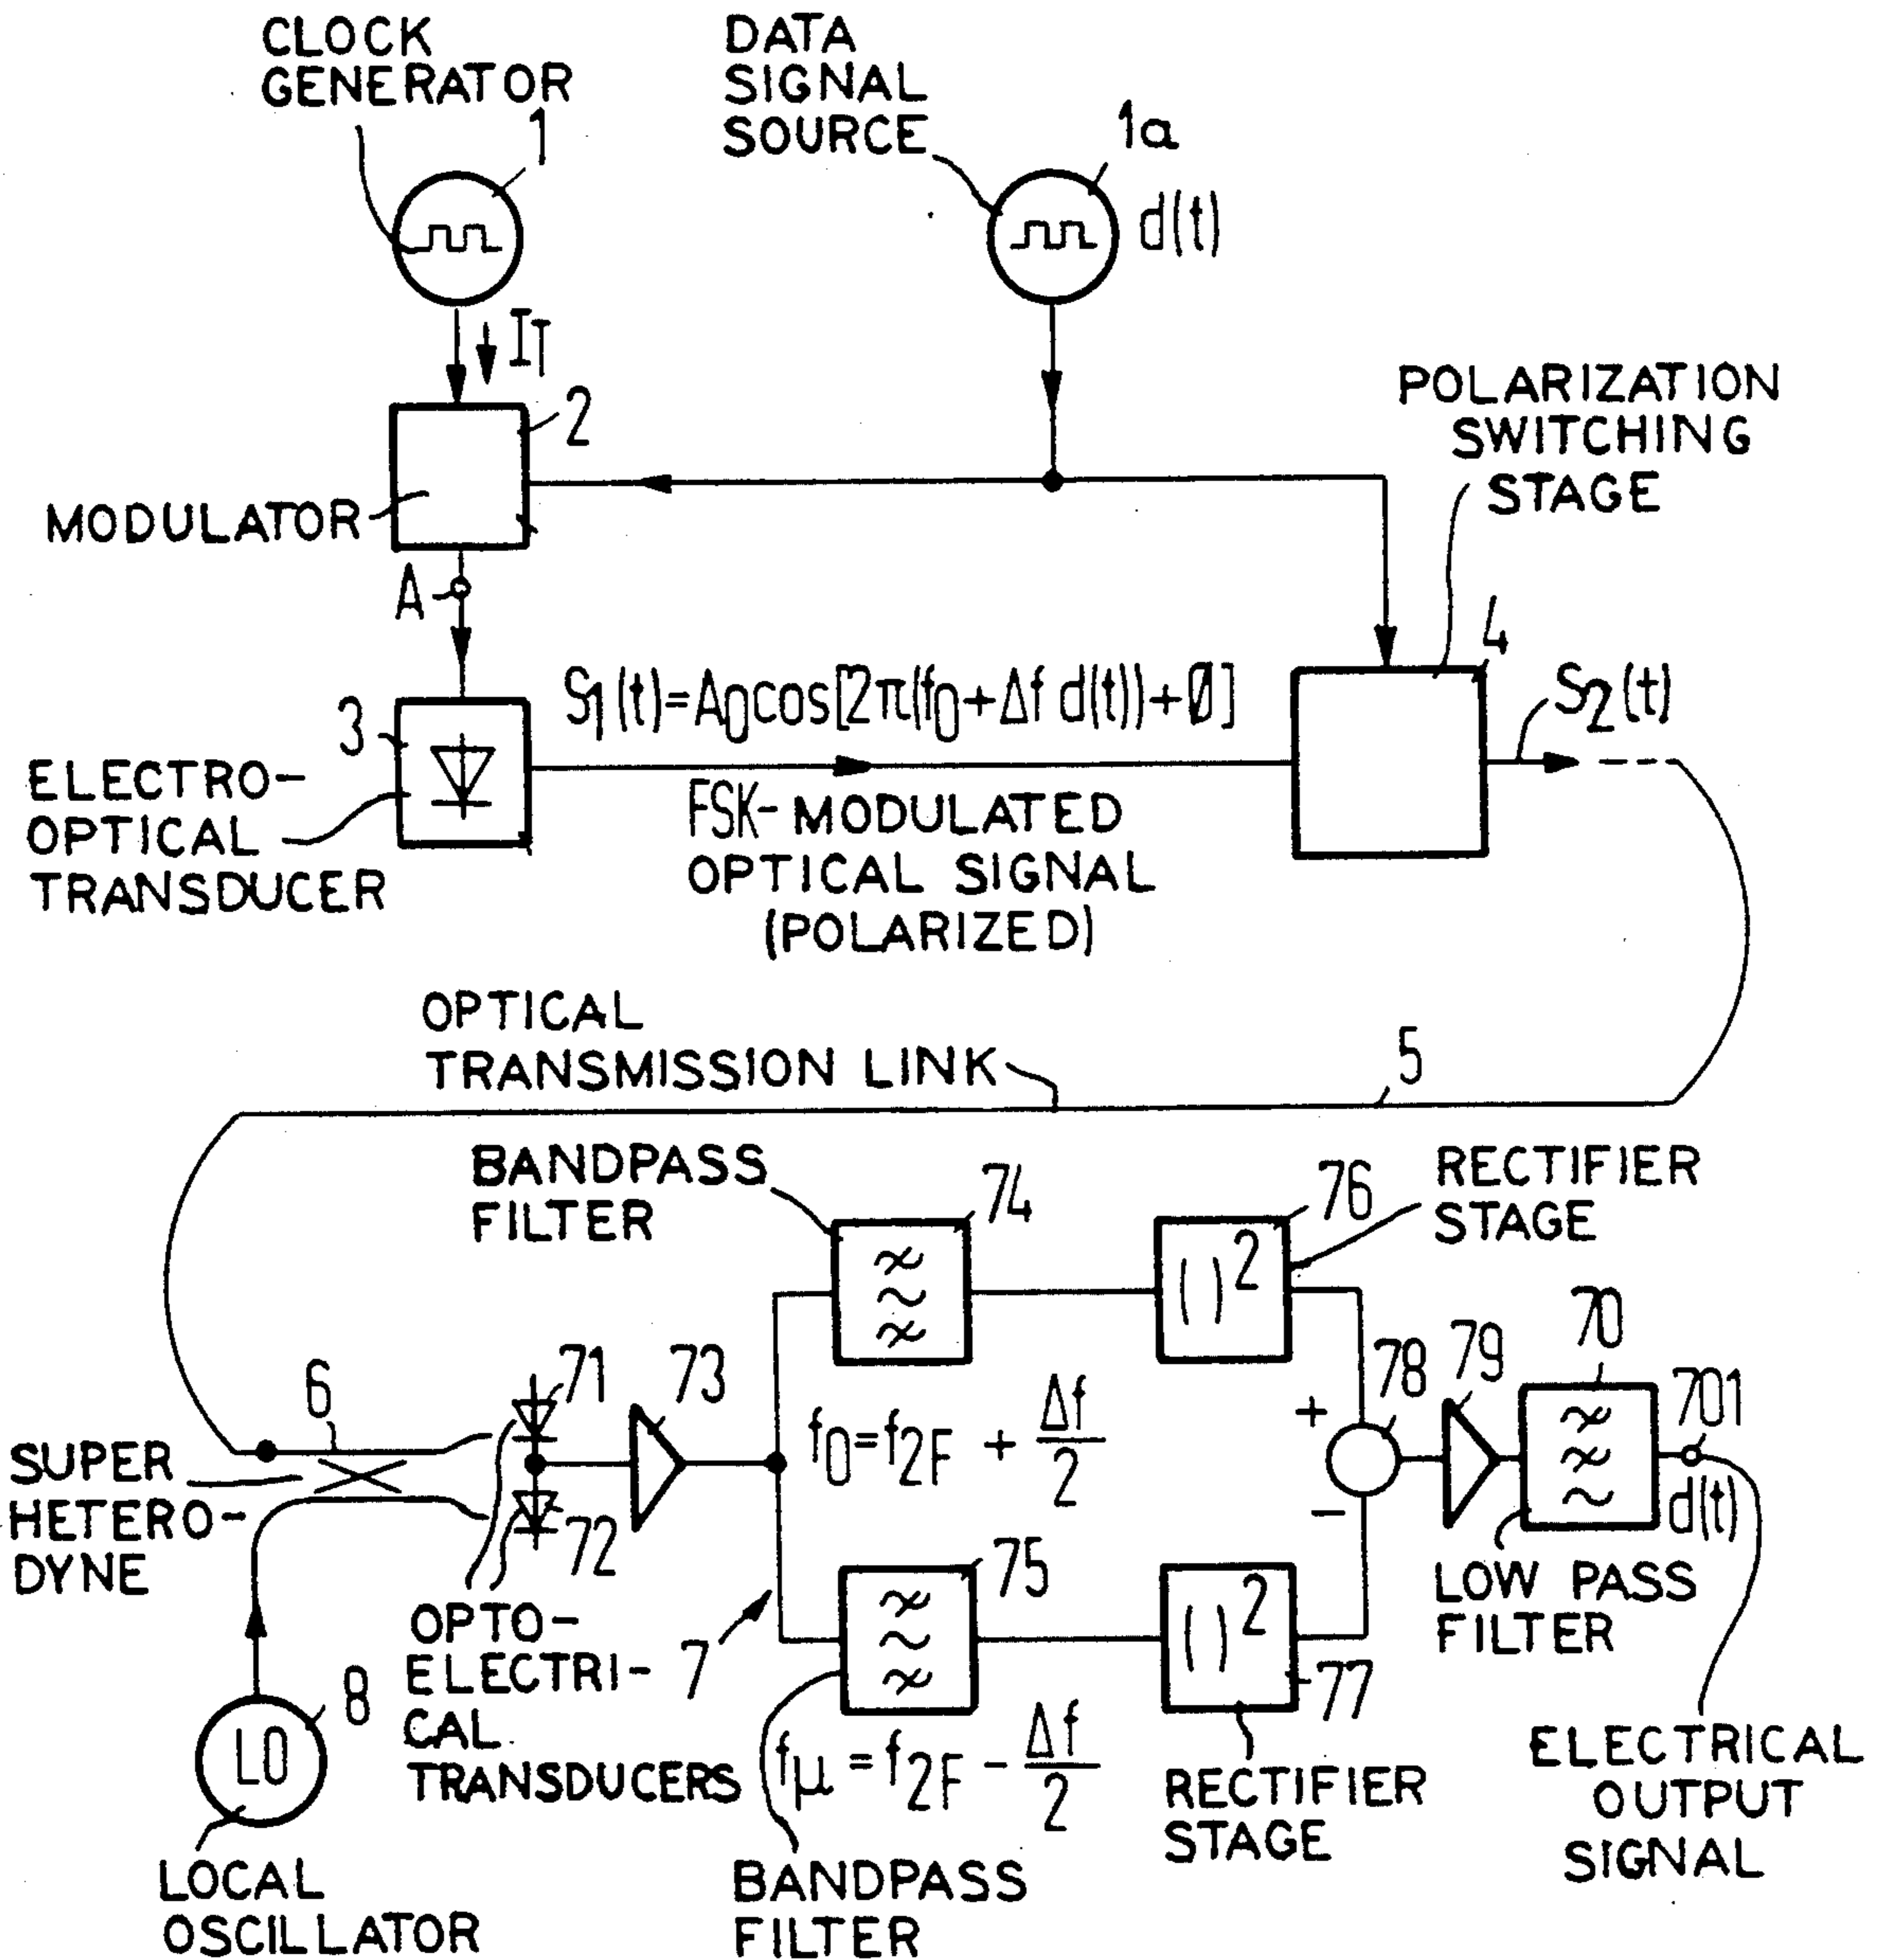 CLOCK
GENERATOR
1
DATA
SIGNAL
SOURCE
1a
d(t)
IT
2
MODULATOR
A
POLARIZATION
SWITCHING
STAGE
4
3
S1(t)=A0cos[2π(f0+Δf d(t))+Ø]
S2(t)
ELECTRO-
OPTICAL
TRANSDUCER
FSK-MODULATED
OPTICAL SIGNAL
(POLARIZED)
OPTICAL
TRANSMISSION LINK
5
BANDPASS
FILTER
74
76
RECTIFIER
STAGE
( )2
6
71
73
f0=f2F + Δf/2
+
78
79
70
701
d(t)
SUPER
HETERO-
DYNE
72
-
LOW PASS
FILTER
OPTO-
ELECTRI-
CAL
TRANSDUCERS
7
75
( )2
77
8
LO
fμ = f2F - Δf/2
RECTIFIER
STAGE
ELECTRICAL
OUTPUT
SIGNAL
LOCAL
OSCILLATOR
BANDPASS
FILTER